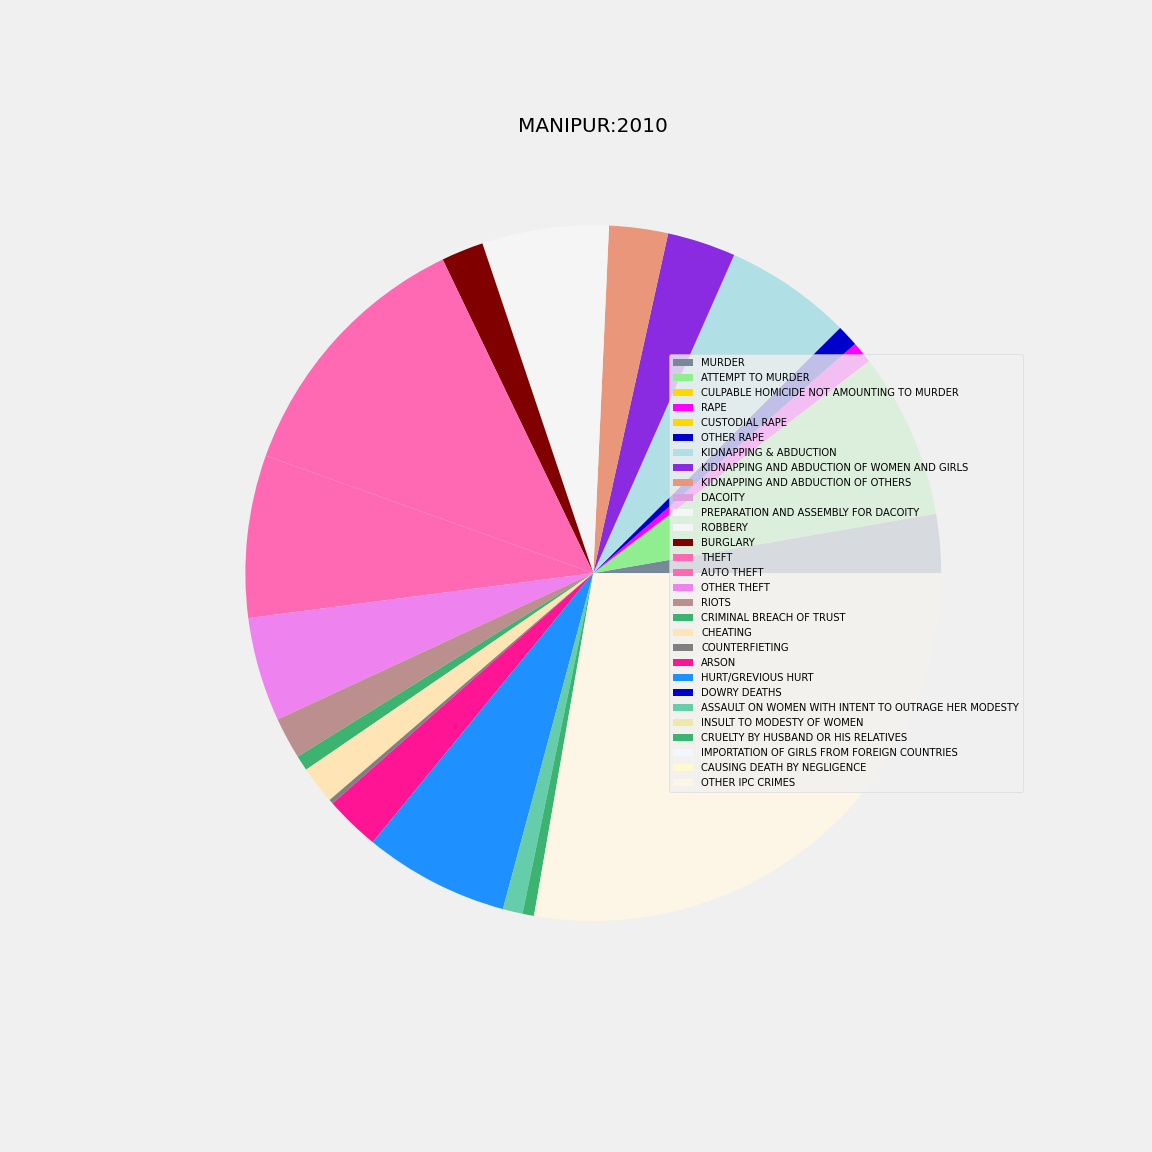 MANIPUR:2010
MURDER
ATTEMPT TO MURDER
CULPABLE HOMICIDE NOT AMOUNTING TO MURDER
RAPE
CUSTODIAL RAPE
OTHER RAPE
KIDNAPPING & ABDUCTION
KIDNAPPING AND ABDUCTION OF WOMEN AND GIRLS
KIDNAPPING AND ABDUCTION OF OTHERS
DACOITY
PREPARATION AND ASSEMBLY FOR DACOITY
ROBBERY
BURGLARY
THEFT
AUTO THEFT
OTHER THEFT
RIOTS
CRIMINAL BREACH OF TRUST
CHEATING
COUNTERFIETING
ARSON
HURT/GREVIOUS HURT
DOWRY DEATHS
ASSAULT ON WOMEN WITH INTENT TO OUTRAGE HER MODESTY
INSULT TO MODESTY OF WOMEN
CRUELTY BY HUSBAND OR HIS RELATIVES
IMPORTATION OF GIRLS FROM FOREIGN COUNTRIES
CAUSING DEATH BY NEGLIGENCE
OTHER IPC CRIMES